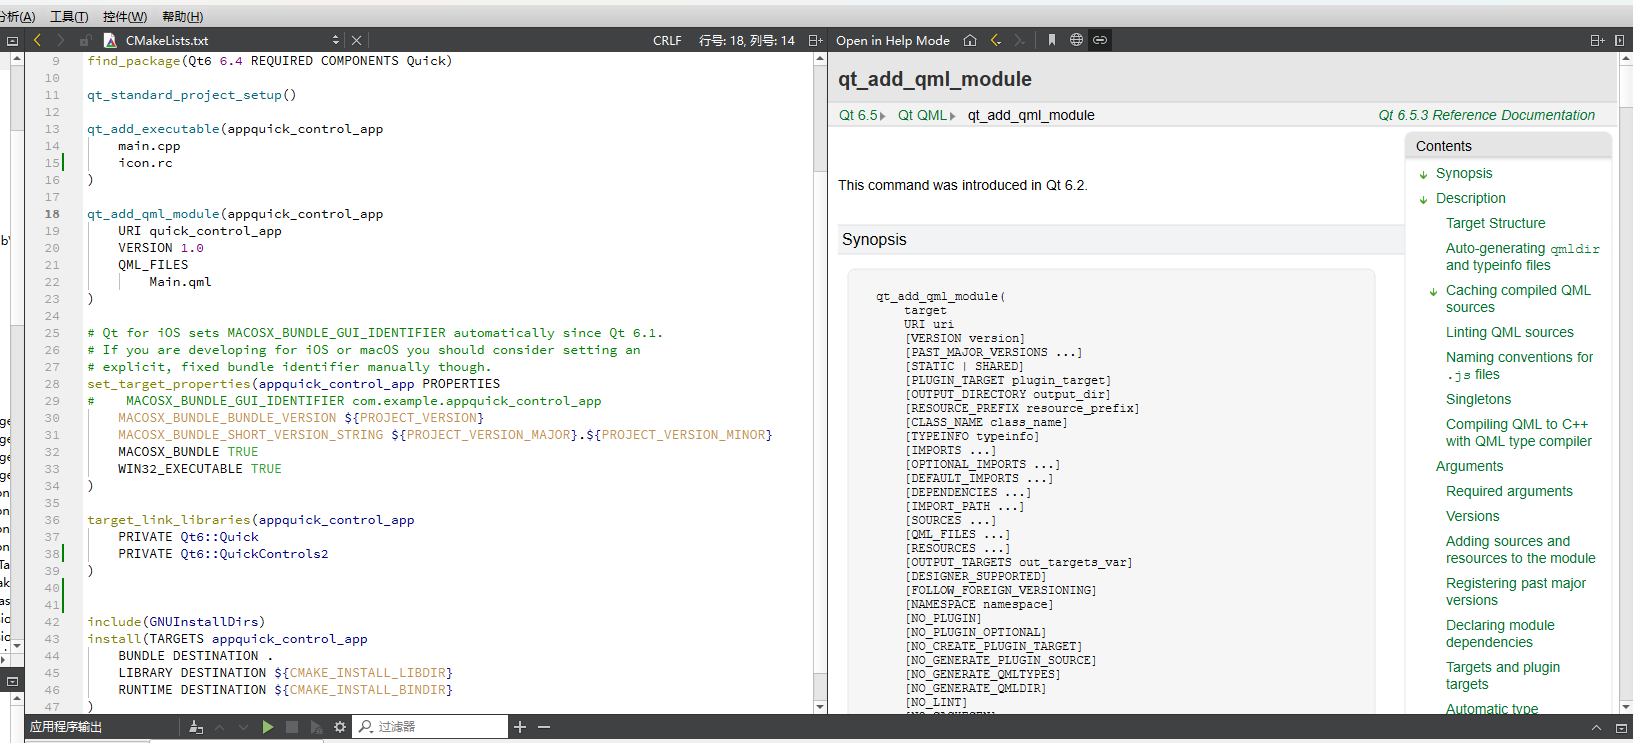 分析(A) 工具(T) 控件(W) 帮助(H)
CMakeLists.txt CRLF 行号: 18, 列号: 14
9 find_package(Qt6 6.4 REQUIRED COMPONENTS Quick)
10
11 qt_standard_project_setup()
12
13 qt_add_executable(appquick_control_app
14 main.cpp
15 icon.rc
16 )
17
18 qt_add_qml_module(appquick_control_app
19 URI quick_control_app
20 VERSION 1.0
21 QML_FILES
22 Main.qml
23 )
24
25 # Qt for iOS sets MACOSX_BUNDLE_GUI_IDENTIFIER automatically since Qt 6.1.
26 # If you are developing for iOS or macOS you should consider setting an
27 # explicit, fixed bundle identifier manually though.
28 set_target_properties(appquick_control_app PROPERTIES
29 #    MACOSX_BUNDLE_GUI_IDENTIFIER com.example.appquick_control_app
30 MACOSX_BUNDLE_BUNDLE_VERSION ${PROJECT_VERSION}
31 MACOSX_BUNDLE_SHORT_VERSION_STRING ${PROJECT_VERSION_MAJOR}.${PROJECT_VERSION_MINOR}
32 MACOSX_BUNDLE TRUE
33 WIN32_EXECUTABLE TRUE
34 )
35
36 target_link_libraries(appquick_control_app
37 PRIVATE Qt6::Quick
38 PRIVATE Qt6::QuickControls2
39 )
40
41
42 include(GNUInstallDirs)
43 install(TARGETS appquick_control_app
44 BUNDLE DESTINATION .
45 LIBRARY DESTINATION ${CMAKE_INSTALL_LIBDIR}
46 RUNTIME DESTINATION ${CMAKE_INSTALL_BINDIR}
47 )
Open in Help Mode
qt_add_qml_module
Qt 6.5 Qt QML qt_add_qml_module Qt 6.5.3 Reference Documentation
This command was introduced in Qt 6.2.
Synopsis
qt_add_qml_module(
target
URI uri
[VERSION version]
[PAST_MAJOR_VERSIONS ...]
[STATIC | SHARED]
[PLUGIN_TARGET plugin_target]
[OUTPUT_DIRECTORY output_dir]
[RESOURCE_PREFIX resource_prefix]
[CLASS_NAME class_name]
[TYPEINFO typeinfo]
[IMPORTS ...]
[OPTIONAL_IMPORTS ...]
[DEFAULT_IMPORTS ...]
[DEPENDENCIES ...]
[IMPORT_PATH ...]
[SOURCES ...]
[QML_FILES ...]
[RESOURCES ...]
[OUTPUT_TARGETS out_targets_var]
[DESIGNER_SUPPORTED]
[FOLLOW_FOREIGN_VERSIONING]
[NAMESPACE namespace]
[NO_PLUGIN]
[NO_PLUGIN_OPTIONAL]
[NO_CREATE_PLUGIN_TARGET]
[NO_GENERATE_PLUGIN_SOURCE]
[NO_GENERATE_QMLTYPES]
[NO_GENERATE_QMLDIR]
[NO_LINT]
Contents
Synopsis
Description
Target Structure
Auto-generating qmldir
and typeinfo files
Caching compiled QML
sources
Linting QML sources
Naming conventions for
.js files
Singletons
Compiling QML to C++
with QML type compiler
Arguments
Required arguments
Versions
Adding sources and
resources to the module
Registering past major
versions
Declaring module
dependencies
Targets and plugin
targets
Automatic type
应用程序输出 过滤器